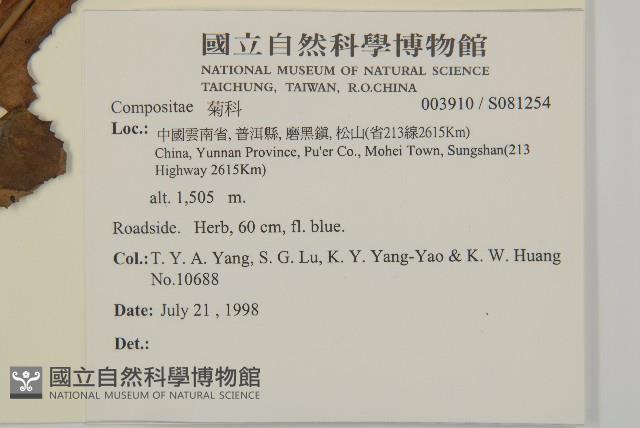 國立自然科學博物館
NATIONAL MUSEUM OF NATURAL SCIENCE
TAICHUNG, TAIWAN, R.O.CHINA
Compositae 菊科 003910 / S081254
Loc.: 中國雲南省, 普洱縣, 磨黑鎮, 松山(省213線2615Km)
China, Yunnan Province, Pu'er Co., Mohei Town, Sungshan(213
Highway 2615Km)
alt. 1,505 m.
Roadside. Herb, 60 cm, fl. blue.
Col.: T. Y. A. Yang, S. G. Lu, K. Y. Yang-Yao & K. W. Huang
No.10688
Date: July 21 , 1998
Det.:
國立自然科學博物館
NATIONAL MUSEUM OF NATURAL SCIENCE